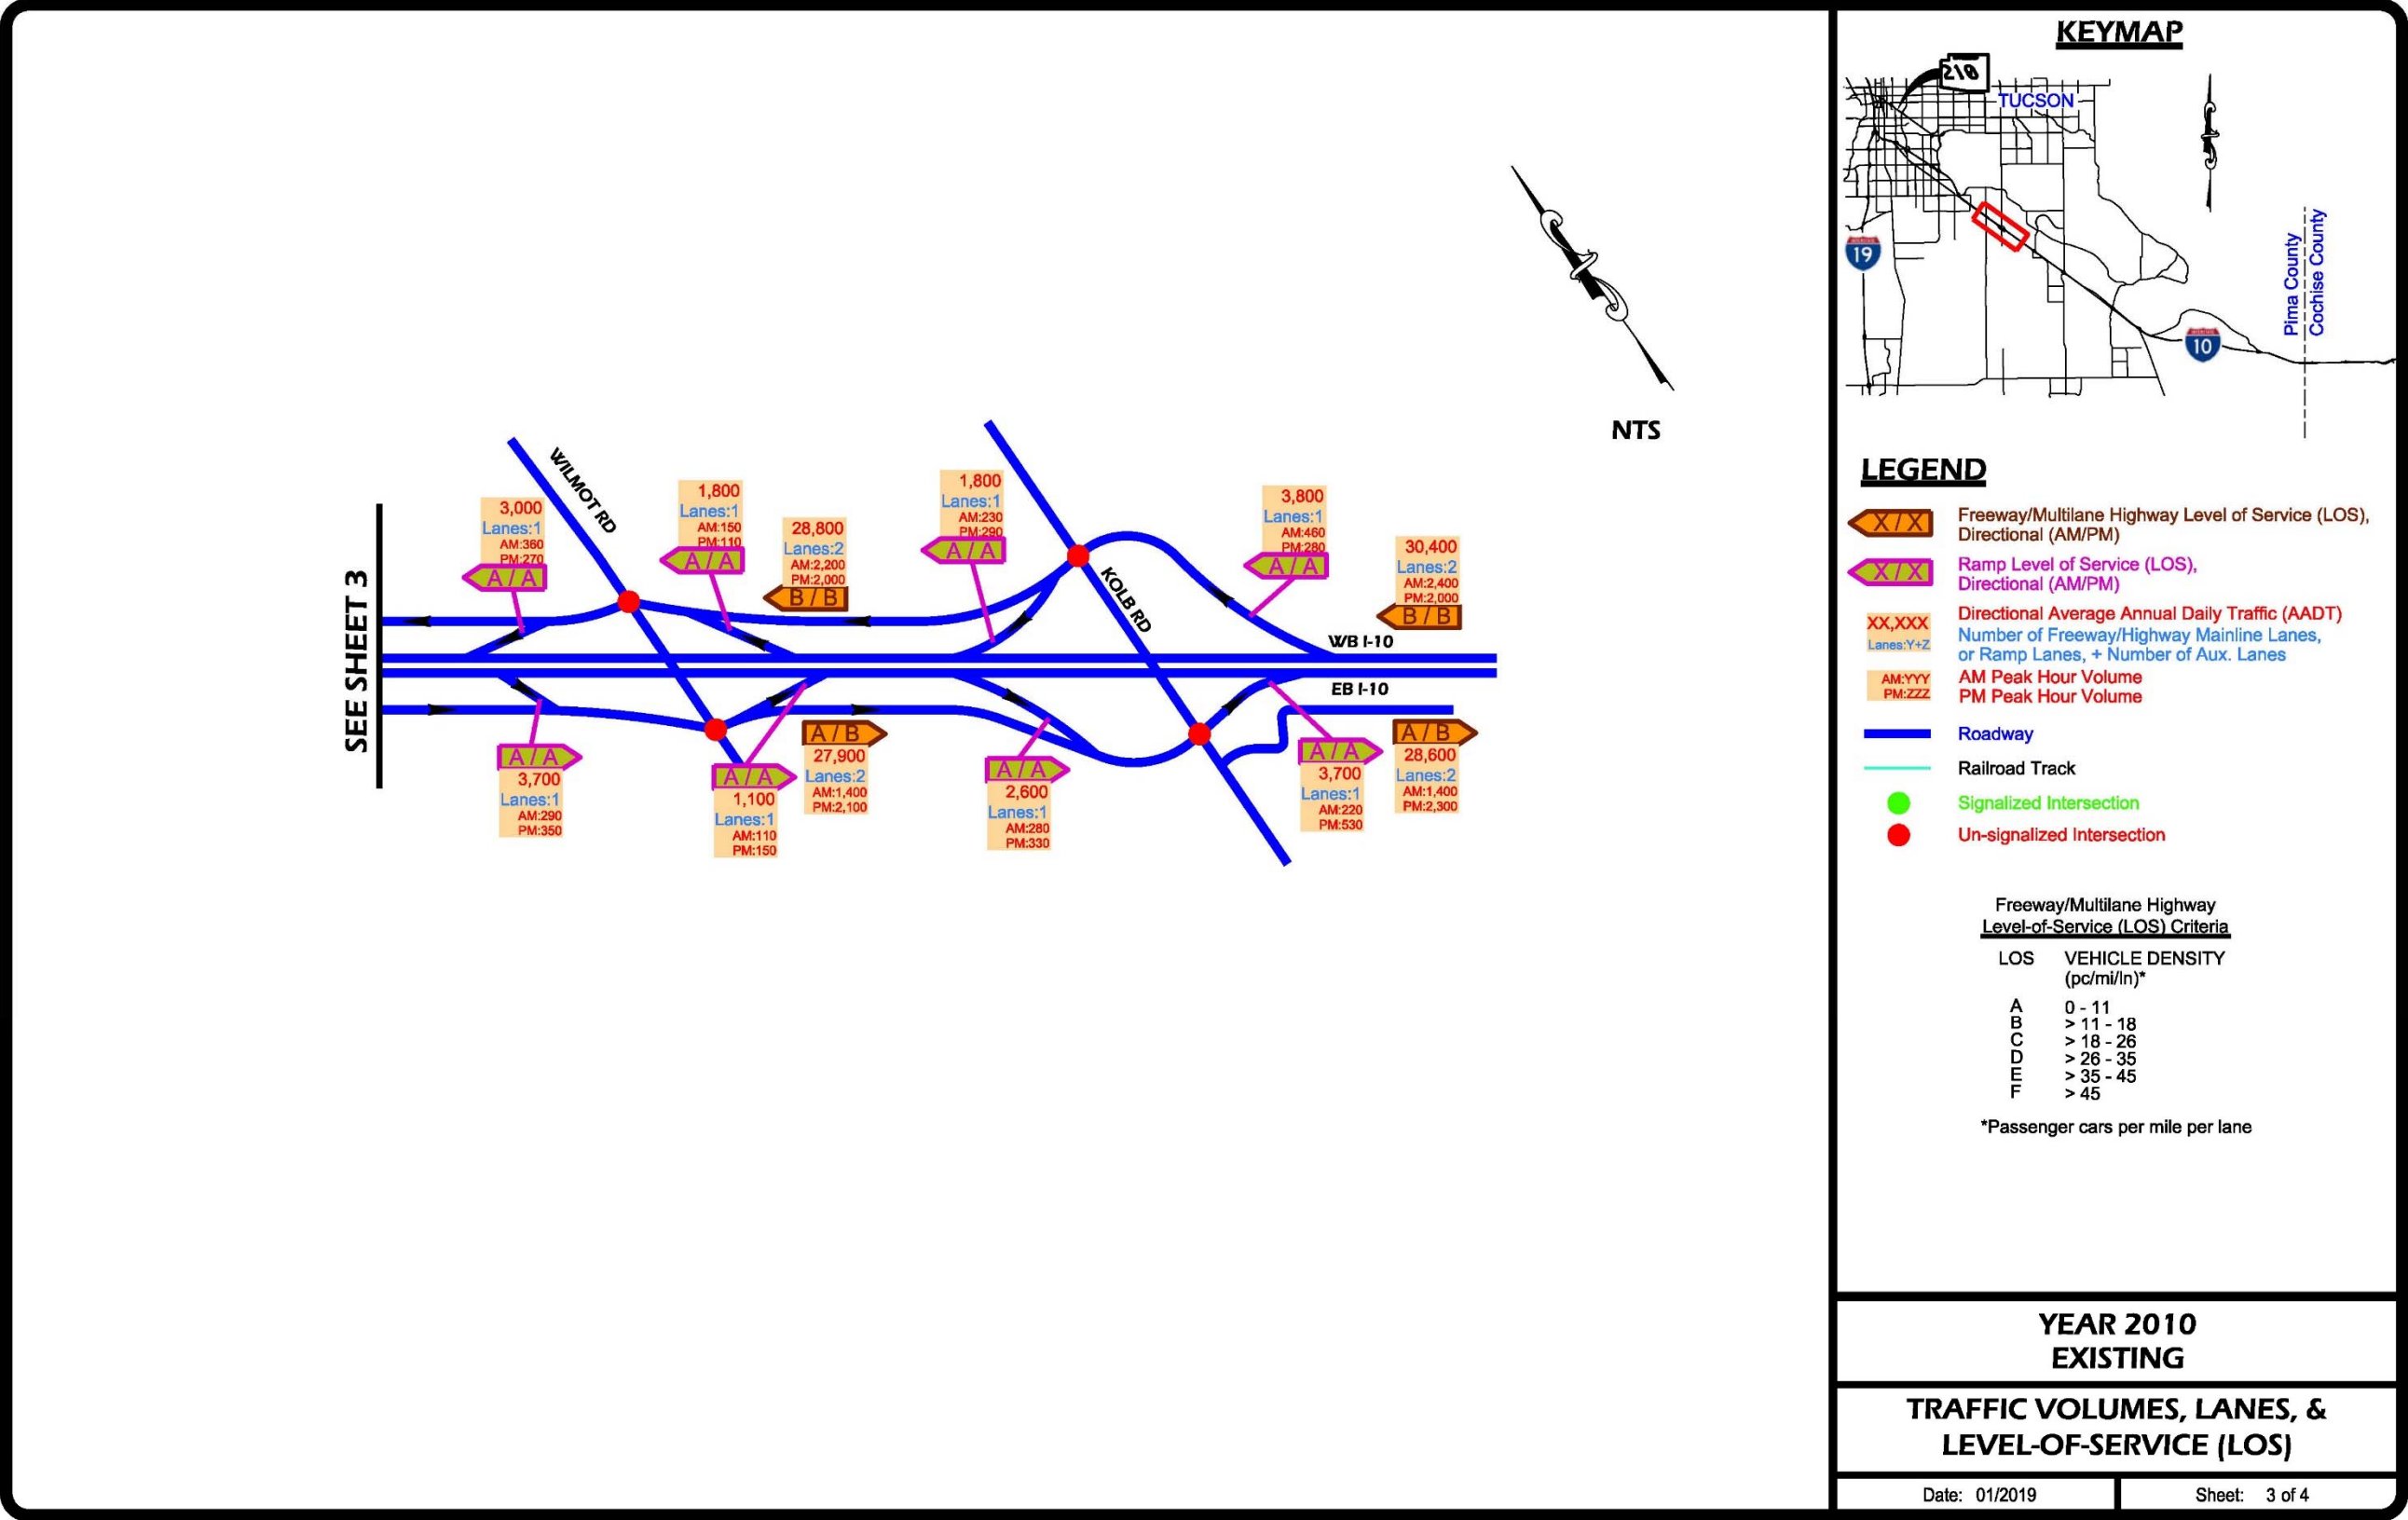 SEE SHEET 3
WILMOT RD
3,000
Lanes:1
AM:360
PM:270
A / A
1,800
Lanes:1
AM:150
PM:110
A / A
28,800
Lanes:2
AM:2,200
PM:2,000
B / B
1,800
Lanes:1
AM:230
PM:290
A / A
KOLB RD
3,800
Lanes:1
AM:460
PM:280
A / A
30,400
Lanes:2
AM:2,400
PM:2,000
B / B
WB I-10
EB I-10
A / A
3,700
Lanes:1
AM:290
PM:350
A / A
1,100
Lanes:1
AM:110
PM:150
A / B
27,900
Lanes:2
AM:1,400
PM:2,100
A / A
2,600
Lanes:1
AM:280
PM:330
A / A
3,700
Lanes:1
AM:220
PM:530
A / B
28,600
Lanes:2
AM:1,400
PM:2,300
NTS
KEYMAP
210
TUCSON
INTERSTATE
19
INTERSTATE
10
Pima County
Cochise County
LEGEND
X / X
Freeway/Multilane Highway Level of Service (LOS),
Directional (AM/PM)
X / X
Ramp Level of Service (LOS),
Directional (AM/PM)
XX,XXX
Lanes:Y+Z
Directional Average Annual Daily Traffic (AADT)
Number of Freeway/Highway Mainline Lanes,
or Ramp Lanes, + Number of Aux. Lanes
AM:YYY
PM:ZZZ
AM Peak Hour Volume
PM Peak Hour Volume
Roadway
Railroad Track
Signalized Intersection
Un-signalized Intersection
Freeway/Multilane Highway
Level-of-Service (LOS) Criteria
LOS VEHICLE DENSITY
(pc/mi/ln)*
A 0 - 11
B > 11 - 18
C > 18 - 26
D > 26 - 35
E > 35 - 45
F > 45
*Passenger cars per mile per lane
YEAR 2010
EXISTING
TRAFFIC VOLUMES, LANES, &
LEVEL-OF-SERVICE (LOS)
Date: 01/2019
Sheet: 3 of 4